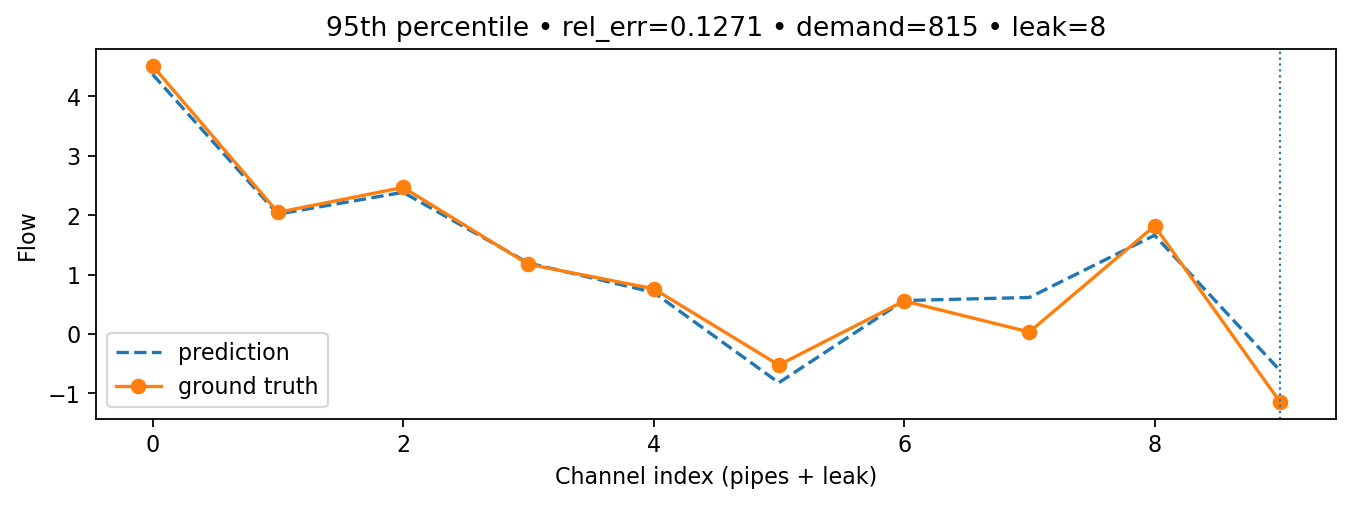 95th percentile • rel_err=0.1271 • demand=815 • leak=8
Flow
4
3
2
1
0
−1
prediction
ground truth
0 2 4 6 8
Channel index (pipes + leak)